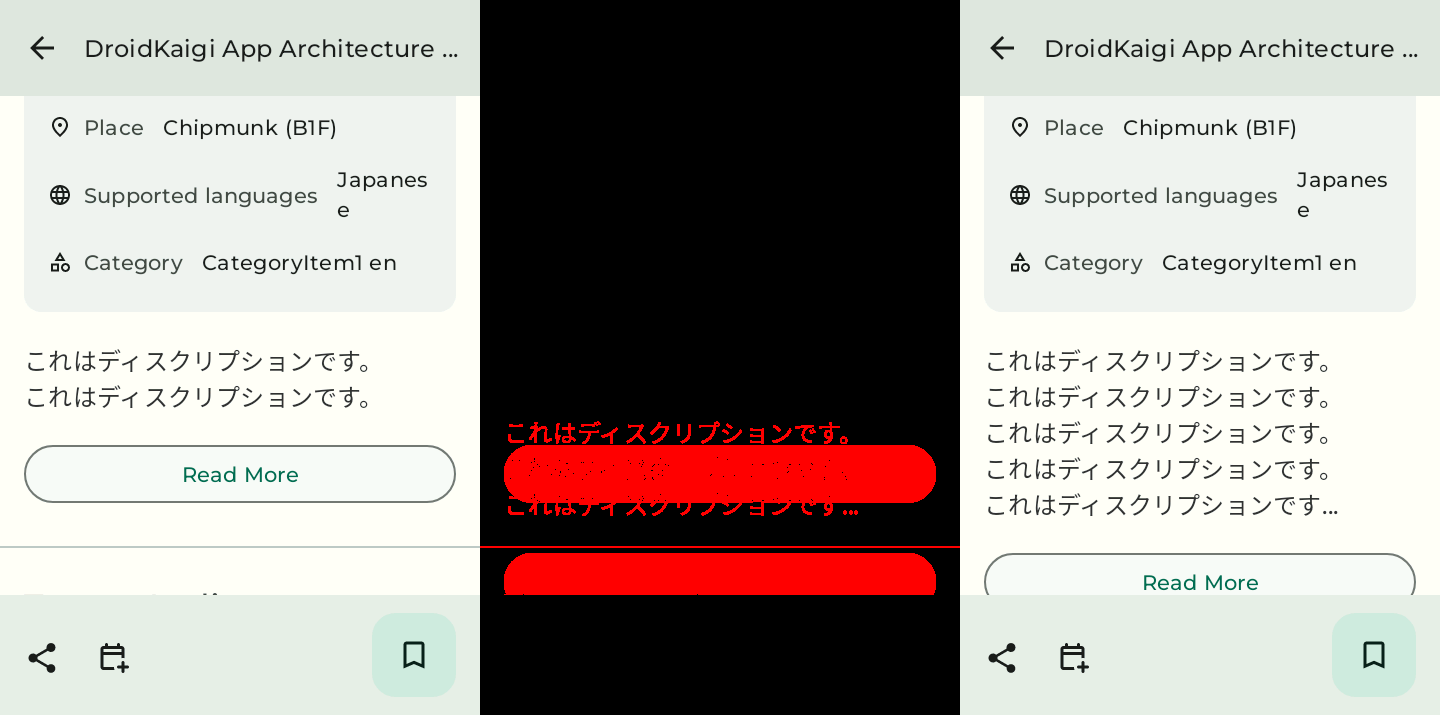 DroidKaigi App Architecture ...
Place Chipmunk (B1F)
Supported languages Japanes
e
Category CategoryItem1 en
これはディスクリプションです。
これはディスクリプションです。
Read More
これはディスクリプションです。
これはディスクリプションです...
DroidKaigi App Architecture ...
Place Chipmunk (B1F)
Supported languages Japanes
e
Category CategoryItem1 en
これはディスクリプションです。
これはディスクリプションです。
これはディスクリプションです。
これはディスクリプションです。
これはディスクリプションです...
Read More